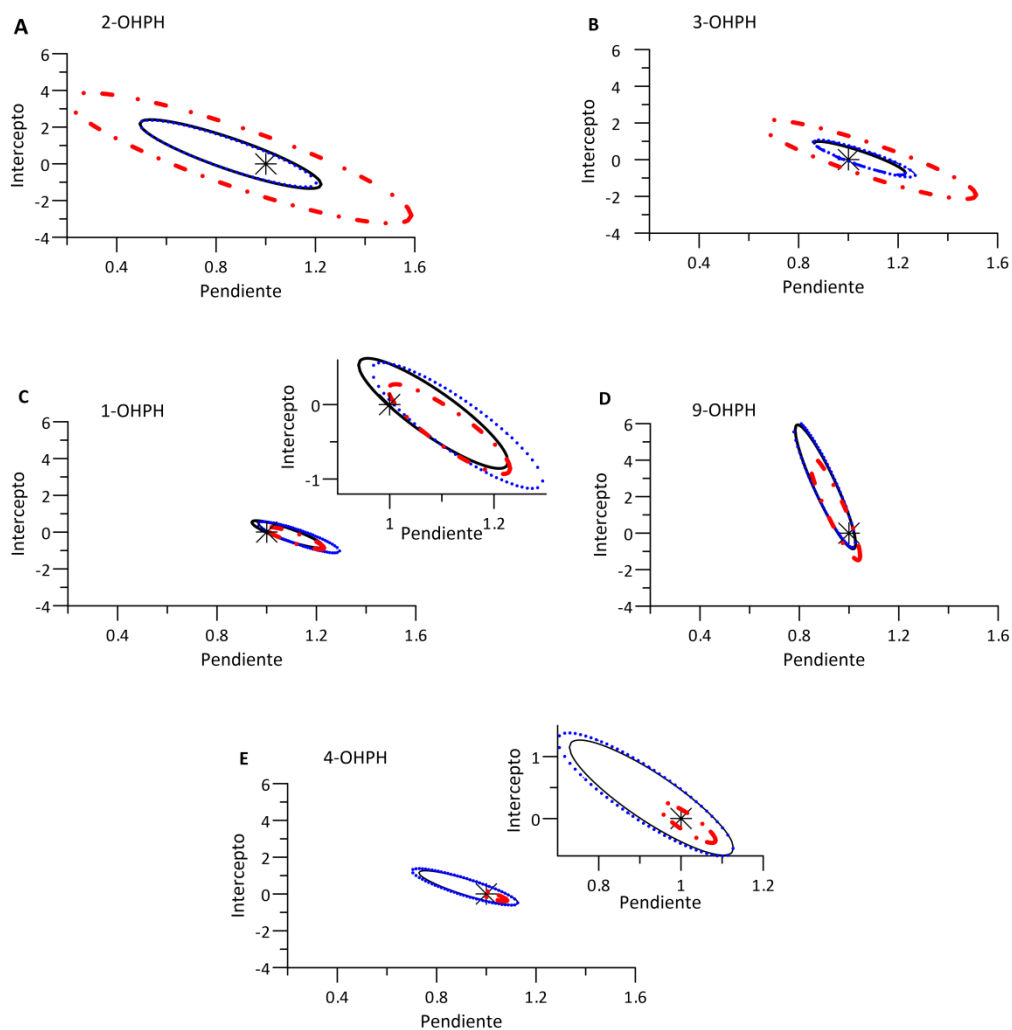 A 2-OHPH
6
4
2
0
-2
-4
Intercepto
0.4 0.8 1.2 1.6
Pendiente
B 3-OHPH
6
4
2
0
-2
-4
Intercepto
0.4 0.8 1.2 1.6
Pendiente
C 1-OHPH
6
4
2
0
-2
-4
Intercepto
0.4 0.8 1.2 1.6
Pendiente
0
-1
Intercepto
1 1.2
Pendiente
D 9-OHPH
6
4
2
0
-2
-4
Intercepto
0.4 0.8 1.2 1.6
Pendiente
E 4-OHPH
6
4
2
0
-2
-4
Intercepto
0.4 0.8 1.2 1.6
Pendiente
1
0
Intercepto
0.8 1 1.2
Pendiente